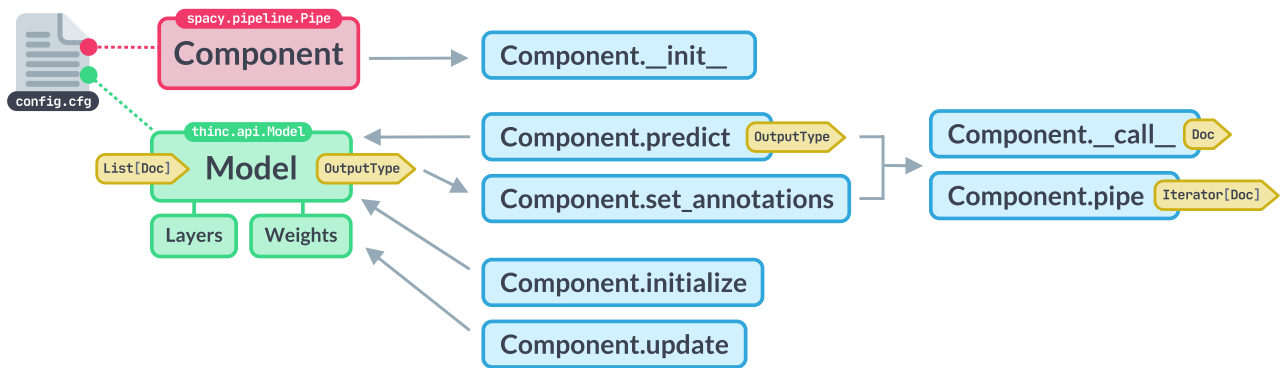 spacy.pipeline.Pipe
Component
config.cfg
thinc.api.Model
List[Doc]
Model
OutputType
Layers
Weights
Component.__init__
Component.predict
OutputType
Component.set_annotations
Component.initialize
Component.update
Component.__call__
Doc
Component.pipe
Iterator[Doc]